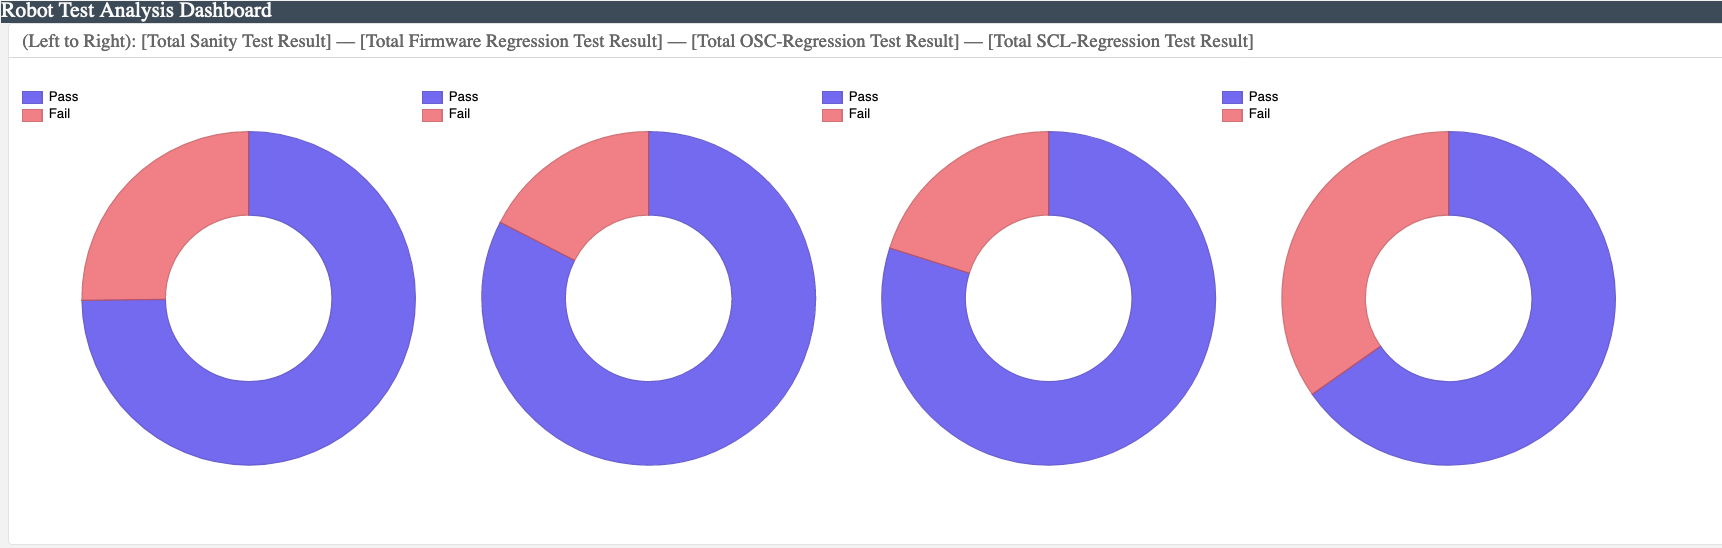 Robot Test Analysis Dashboard
(Left to Right): [Total Sanity Test Result] — [Total Firmware Regression Test Result] — [Total OSC-Regression Test Result] — [Total SCL-Regression Test Result]
Pass
Fail
Pass
Fail
Pass
Fail
Pass
Fail